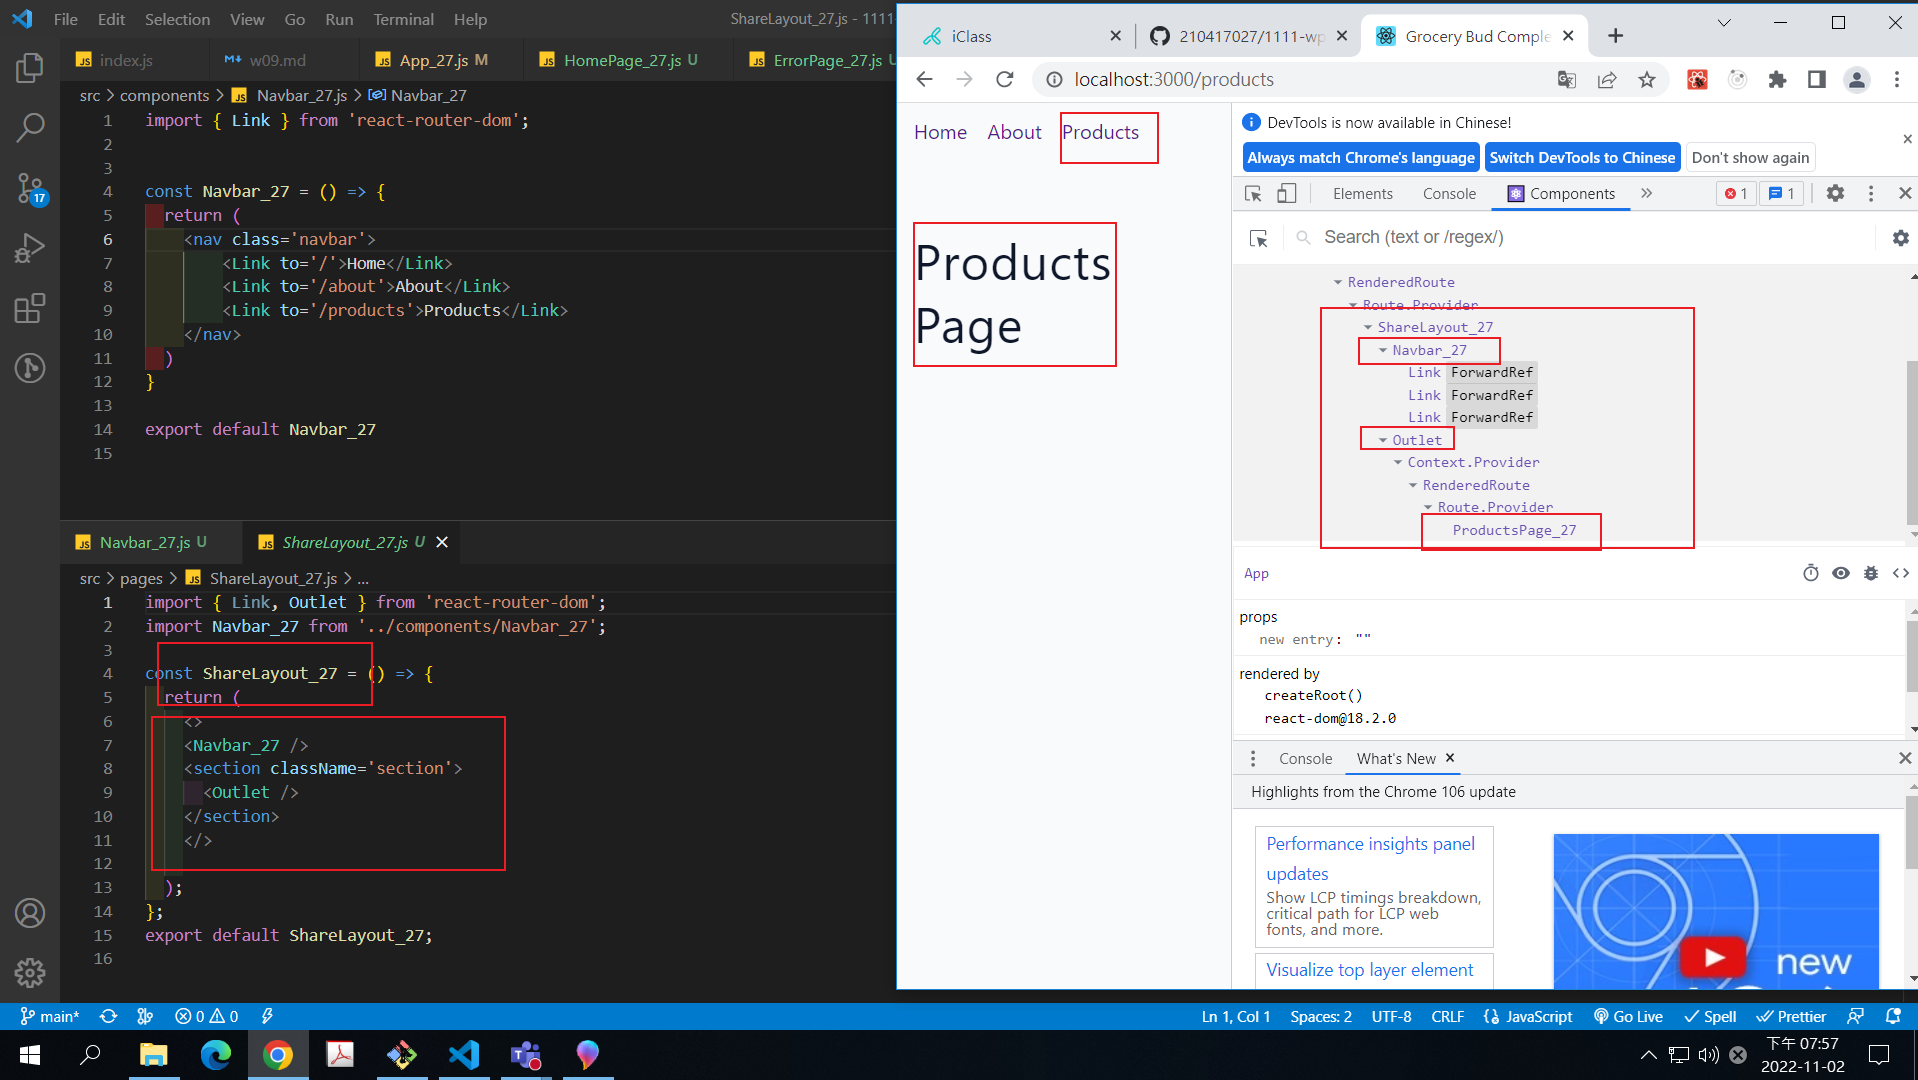 File Edit Selection View Go Run Terminal Help
ShareLayout_27.js - 1111-
JS index.js
w09.md
JS App_27.js M
JS HomePage_27.js U
JS ErrorPage_27.js U
src > components > JS Navbar_27.js > Navbar_27
1 import { Link } from 'react-router-dom';
2
3
4 const Navbar_27 = () => {
5 return (
6 <nav class='navbar'>
7 <Link to='/'>Home</Link>
8 <Link to='/about'>About</Link>
9 <Link to='/products'>Products</Link>
10 </nav>
11 )
12 }
13
14 export default Navbar_27
15
JS Navbar_27.js U
JS ShareLayout_27.js U
src > pages > JS ShareLayout_27.js > ...
1 import { Link, Outlet } from 'react-router-dom';
2 import Navbar_27 from '../components/Navbar_27';
3
4 const ShareLayout_27 = () => {
5 return (
6 <>
7 <Navbar_27 />
8 <section className='section'>
9 <Outlet />
10 </section>
11 </>
12
13 );
14 };
15 export default ShareLayout_27;
16
17
iClass
210417027/1111-wp
Grocery Bud Comple
localhost:3000/products
Home About Products
Products
Page
DevTools is now available in Chinese!
Always match Chrome's language
Switch DevTools to Chinese
Don't show again
Elements Console Components » 1 1
Search (text or /regex/)
RenderedRoute
Route.Provider
ShareLayout_27
Navbar_27
Link ForwardRef
Link ForwardRef
Link ForwardRef
Outlet
Context.Provider
RenderedRoute
Route.Provider
ProductsPage_27
App
props
new entry: ""
rendered by
createRoot()
react-dom@18.2.0
Console What's New
Highlights from the Chrome 106 update
Performance insights panel
updates
Show LCP timings breakdown,
critical path for LCP web
fonts, and more.
Visualize top layer element
new
main* 0 0
Ln 1, Col 1 Spaces: 2 UTF-8 CRLF JavaScript Go Live Spell Prettier
下午 07:57
2022-11-02